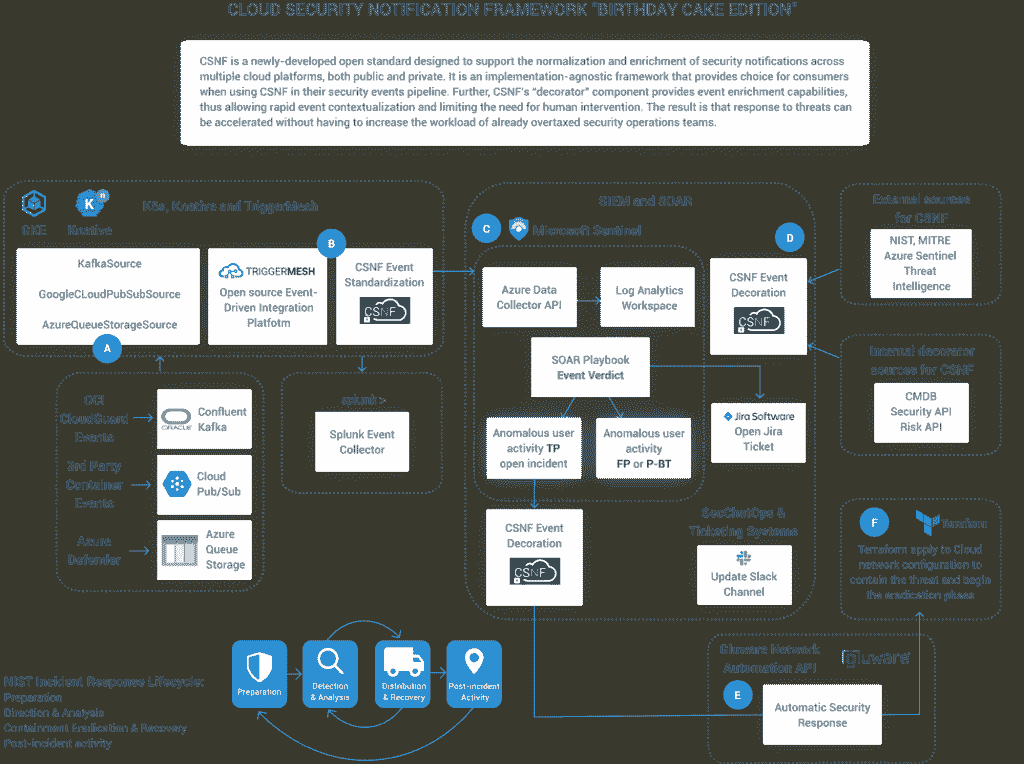 CLOUD SECURITY NOTIFICATION FRAMEWORK "BIRTHDAY CAKE EDITION"
CSNF is a newly-developed open standard designed to support the normalization and enrichment of security notifications across
multiple cloud platforms, both public and private. It is an implementation-agnostic framework that provides choice for consumers
when using CSNF in their security events pipeline. Further, CSNF's "decorator" component provides event enrichment capabilities,
thus allowing rapid event contextualization and limiting the need for human intervention. The result is that response to threats can
be accelerated without having to increase the workload of already overtaxed security operations teams.
GKE
K
n
Knative
K8s, Knative and TriggerMesh
KafkaSource
GoogleCLoudPubSubSource
AzureQueueStorageSource
A
TRIGGERMESH
Open source Event-
Driven Integration
Platfotm
B
CSNF Event
Standardization
CSNF
OCI
CloudGuard
Events
ORACLE
Confluent
Kafka
3rd Party
Container
Events
Cloud
Pub/Sub
Azure
Defender
Azure
Queue
Storage
splunk>
Splunk Event
Collector
SIEM and SOAR
C
Microsoft Sentinel
D
Azure Data
Collector API
Log Analytics
Workspace
CSNF Event
Decoration
CSNF
SOAR Playbook
Event Verdict
Anomalous user
activity TP
open incident
Anomalous user
activity
FP or P-BT
Jira Software
Open Jira
Ticket
CSNF Event
Decoration
CSNF
SecChatOps &
Ticketing Systems
Update Slack
Channel
External sources
for CSNF
NIST, MITRE
Azure Sentinel
Threat
Intelligence
Internal decorator
sources for CSNF
CMDB
Security API
Risk API
F
Terraform
Terraform apply to Cloud
network configuration to
contain the threat and begin
the eradication phase
Gluware Network
Automation API
gluware
E
Automatic Security
Response
NIST Incident Response Lifecycle:
Preparation
Direction & Analysis
Containment Eradication & Recovery
Post-incident activity
Preparation
Detection
& Analysis
Distribution
& Recovery
Post-incident
Activity